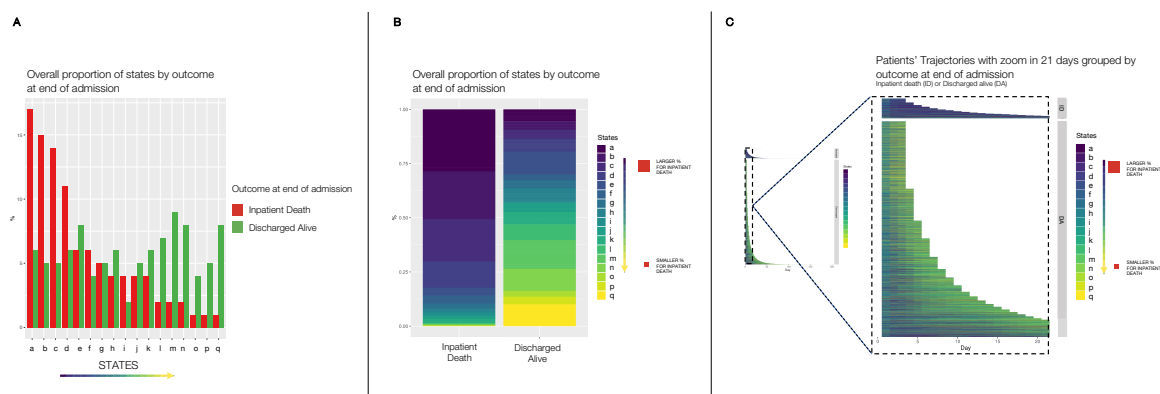 A
Overall proportion of states by outcome
at end of admission
15
10
5
0
%
a b c d e f g h i j k l m n o p q
STATES
Outcome at end of admission
Inpatient Death
Discharged Alive
B
Overall proportion of states by outcome
at end of admission
1.00
0.75
0.50
0.25
0.00
%
Inpatient
Death
Discharged
Alive
States
a
b
c
d
e
f
g
h
i
j
k
l
m
n
o
p
q
LARGER %
FOR INPATIENT
DEATH
SMALLER %
FOR INPATIENT
DEATH
C
Patients' Trajectories with zoom in 21 days grouped by
outcome at end of admission
Inpatient death (ID) or Discharged alive (DA)
States
Day
ID
DA
0 5 10 15 20
Day
States
a
b
c
d
e
f
g
h
i
j
k
l
m
n
o
p
q
LARGER %
FOR INPATIENT
DEATH
SMALLER %
FOR INPATIENT
DEATH